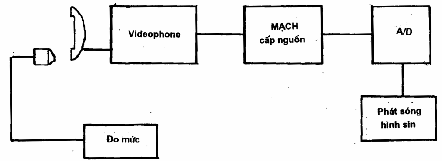 Videophone
MẠCH
cấp nguồn
A/D
Phát sóng
hình sin
Đo mức